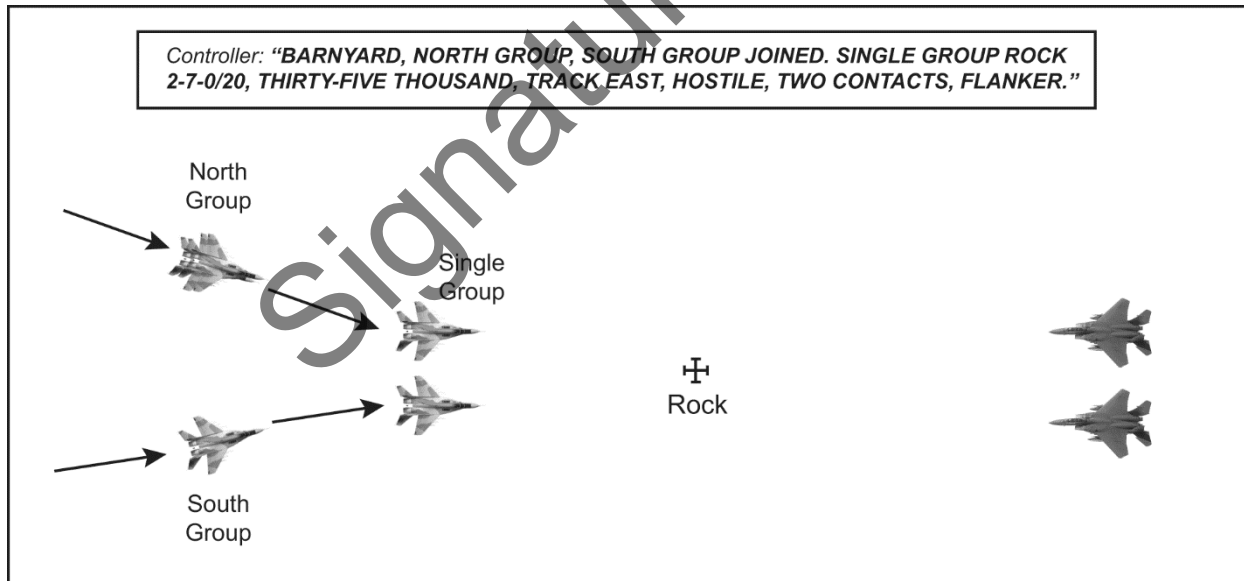 Controller: “BARNYARD, NORTH GROUP, SOUTH GROUP JOINED. SINGLE GROUP ROCK
2-7-0/20, THIRTY-FIVE THOUSAND, TRACK EAST, HOSTILE, TWO CONTACTS, FLANKER.”
North
Group
Single
Group
Rock
South
Group
Signatur